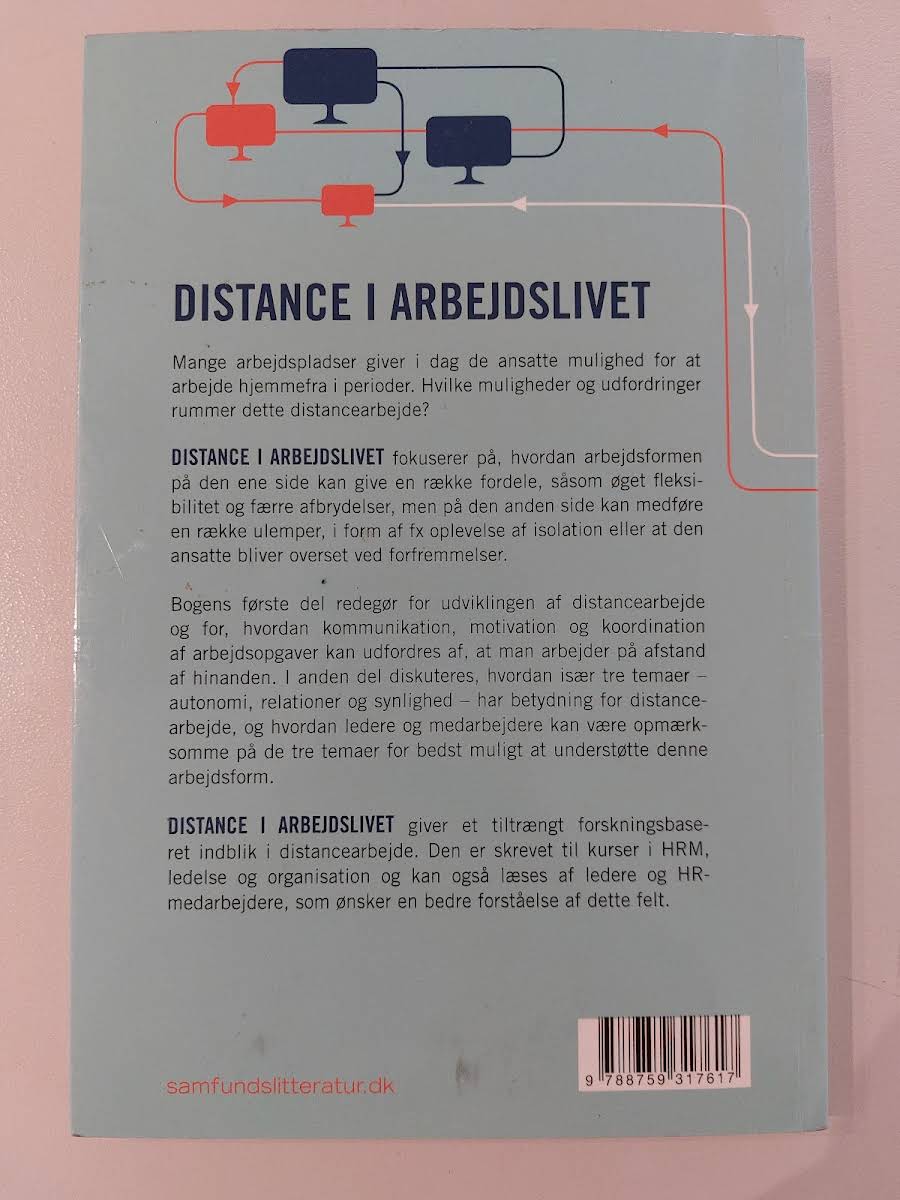 DISTANCE I ARBEJDSLIVET
Mange arbejdspladser giver i dag de ansatte mulighed for at
arbejde hjemmefra i perioder. Hvilke muligheder og udfordringer
rummer dette distancearbejde?
DISTANCE I ARBEJDSLIVET fokuserer på, hvordan arbejdsformen
på den ene side kan give en række fordele, såsom øget fleksi-
bilitet og færre afbrydelser, men på den anden side kan medføre
en række ulemper, i form af fx oplevelse af isolation eller at den
ansatte bliver overset ved forfremmelser.
Bogens første del redegør for udviklingen af distancearbejde
og for, hvordan kommunikation, motivation og koordination
af arbejdsopgaver kan udfordres af, at man arbejder på afstand
af hinanden. I anden del diskuteres, hvordan især tre temaer –
autonomi, relationer og synlighed – har betydning for distance-
arbejde, og hvordan ledere og medarbejdere kan være opmærk-
somme på de tre temaer for bedst muligt at understøtte denne
arbejdsform.
DISTANCE I ARBEJDSLIVET giver et tiltrængt forskningsbase-
ret indblik i distancearbejde. Den er skrevet til kurser i HRM,
ledelse og organisation og kan også læses af ledere og HR-
medarbejdere, som ønsker en bedre forståelse af dette felt.
samfundslitteratur.dk
9 788759 317617